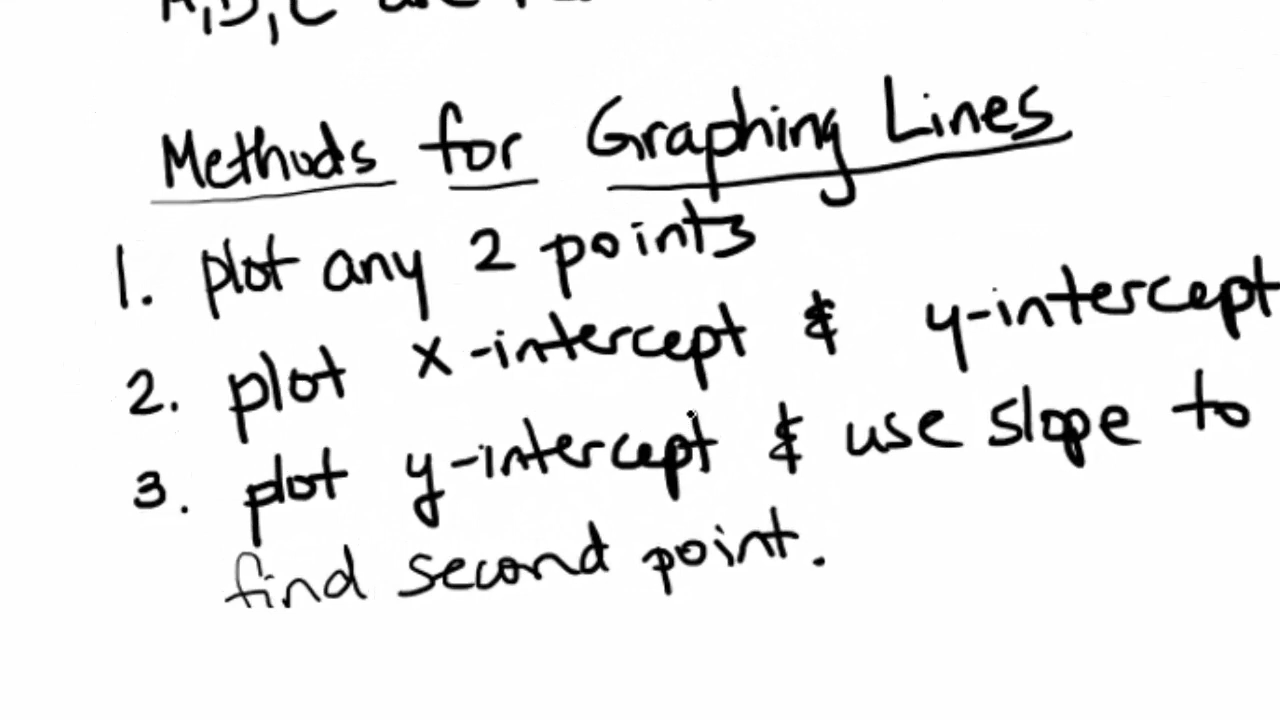 A, B, C are
Methods for Graphing Lines
1. plot any 2 points
2. plot x-intercept & y-intercept
3. plot y-intercept & use slope to
find second point.